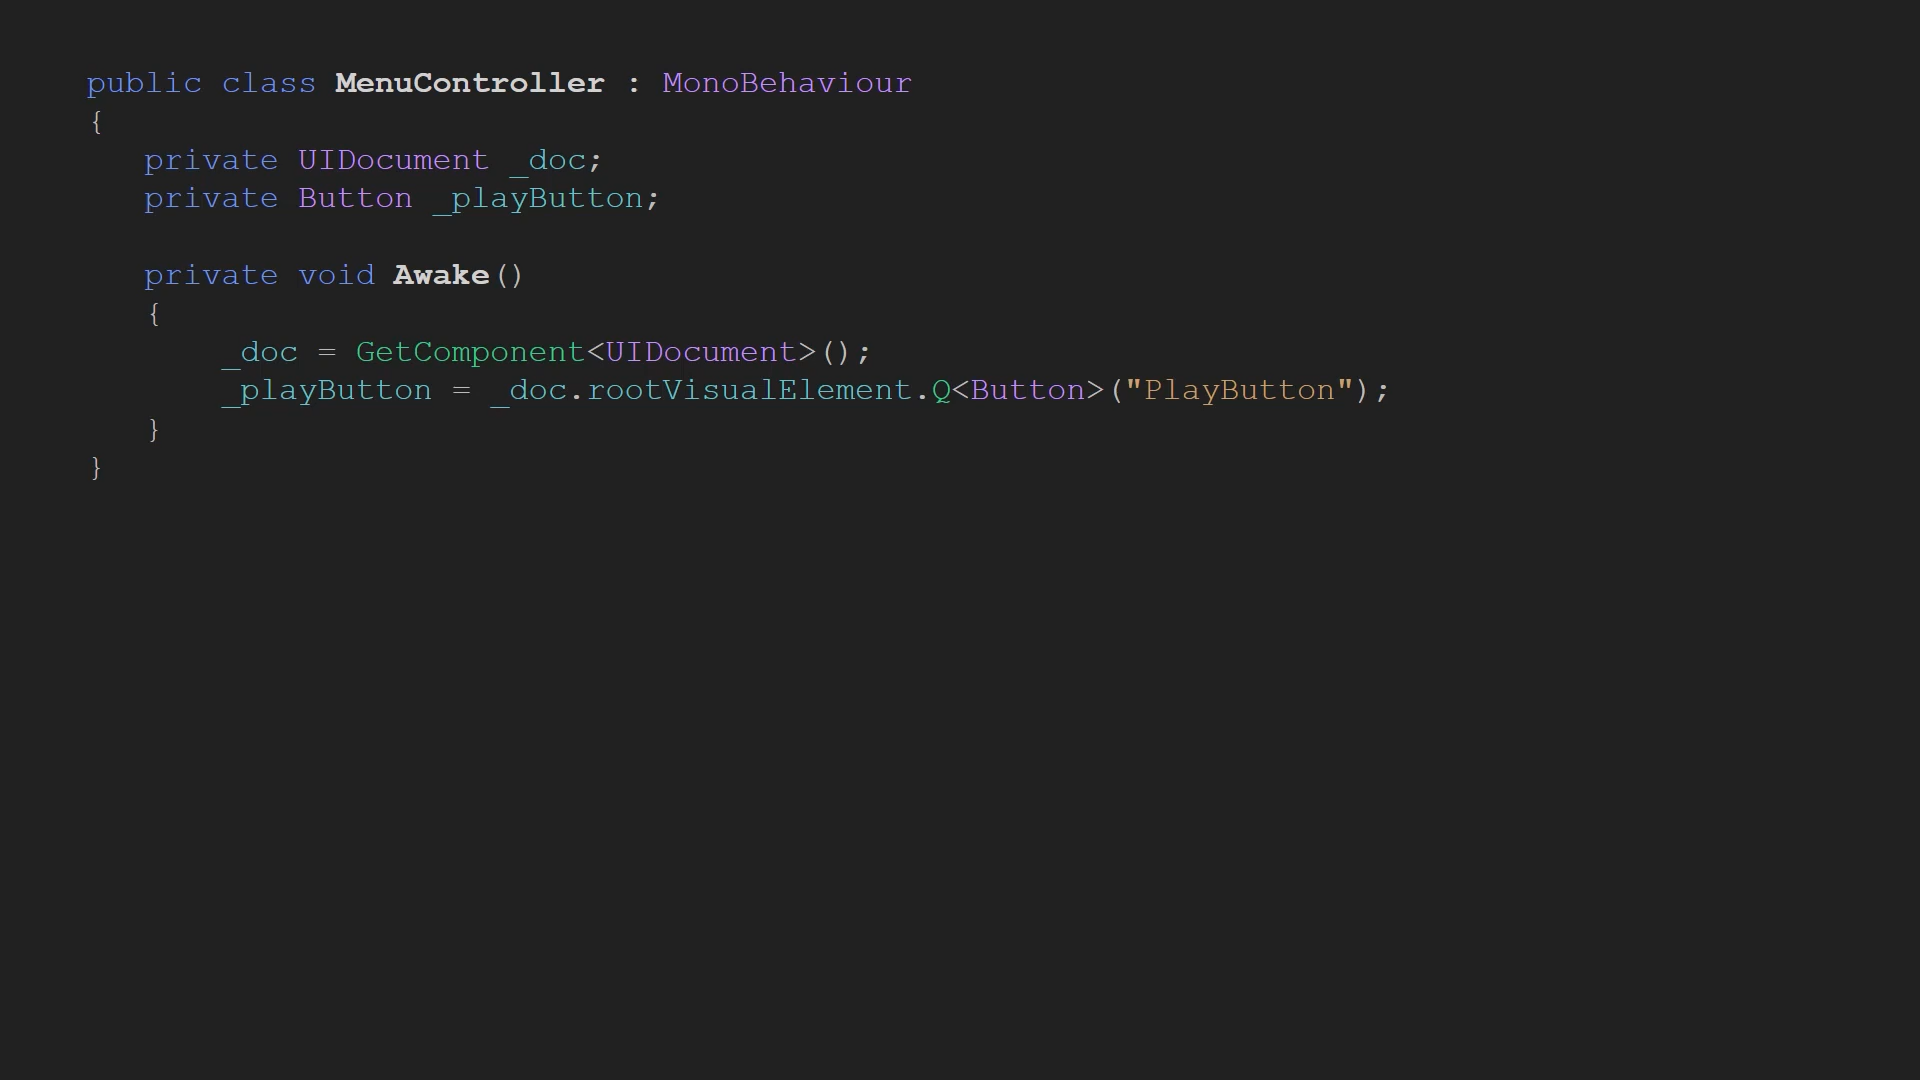 public class MenuController : MonoBehaviour
{
private UIDocument _doc;
private Button _playButton;
private void Awake()
{
_doc = GetComponent<UIDocument>();
_playButton = _doc.rootVisualElement.Q<Button>("PlayButton");
}
}